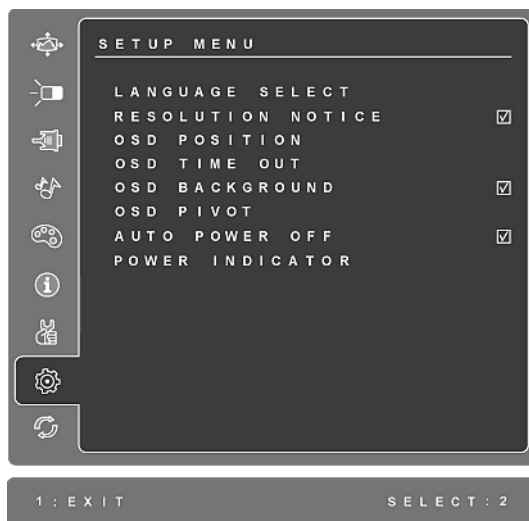 SETUP MENU
LANGUAGE SELECT
RESOLUTION NOTICE
OSD POSITION
OSD TIME OUT
OSD BACKGROUND
OSD PIVOT
AUTO POWER OFF
POWER INDICATOR
1:EXIT SELECT:2